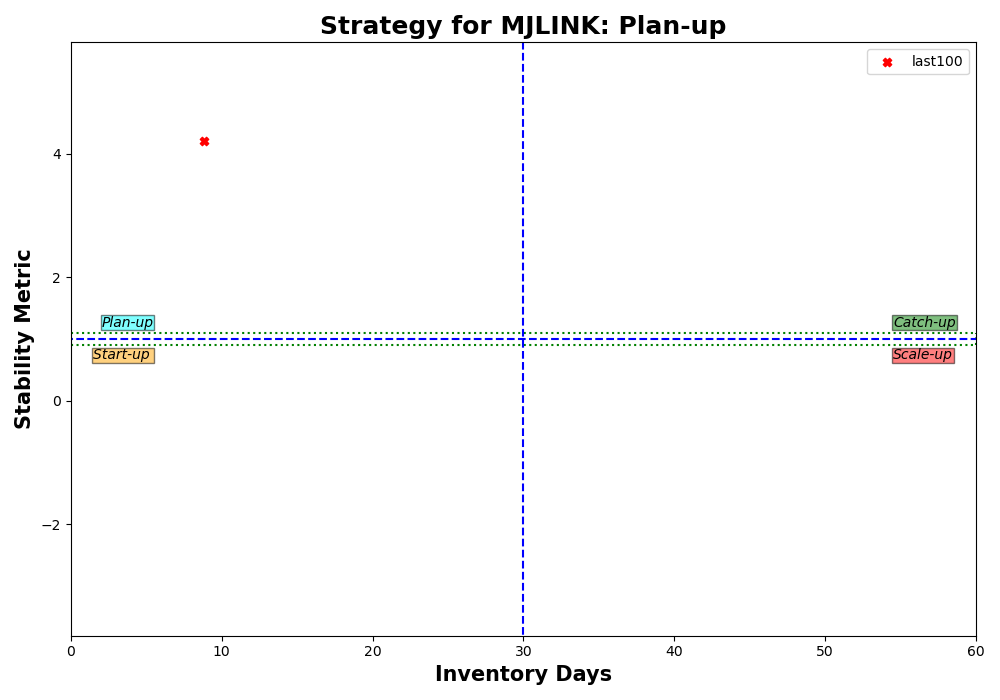 Strategy for MJLINK: Plan-up
last100
4
2
0
−2
Stability Metric
Plan-up
Catch-up
Start-up
Scale-up
0 10 20 30 40 50 60
Inventory Days